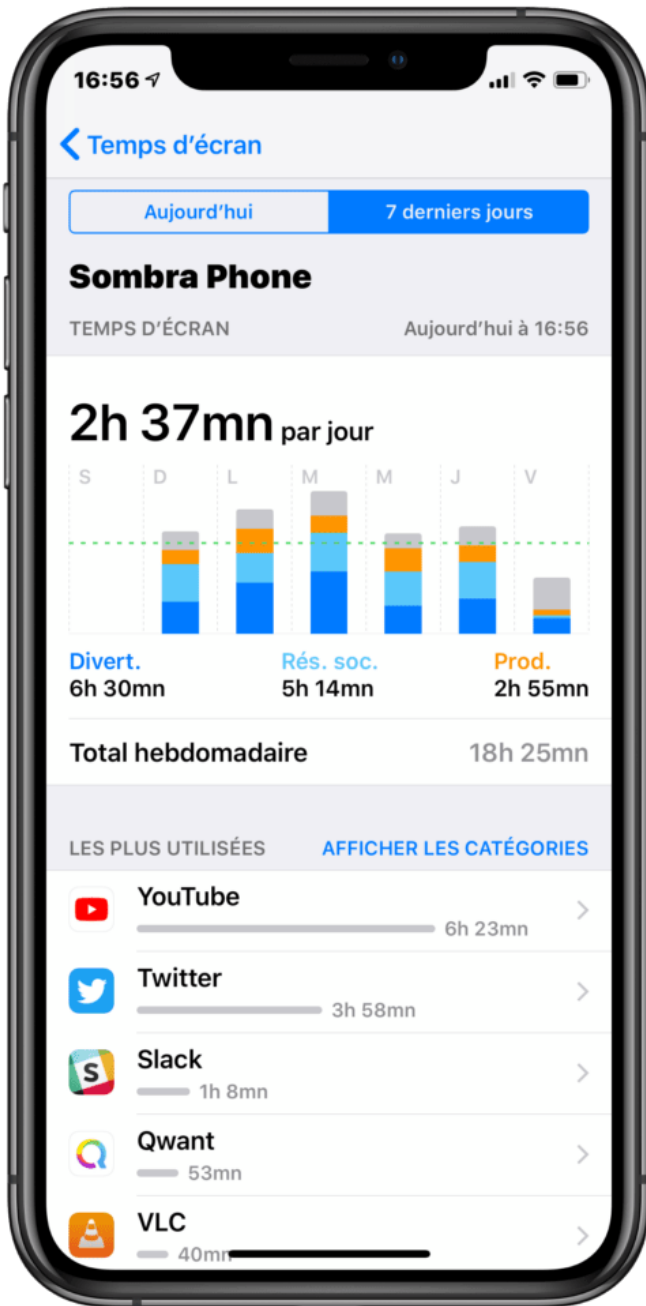 16:56
Temps d'écran
Aujourd'hui 7 derniers jours
Sombra Phone
TEMPS D'ÉCRAN Aujourd'hui à 16:56
2h 37mn par jour
S D L M M J V
Divert. Rés. soc. Prod.
6h 30mn 5h 14mn 2h 55mn
Total hebdomadaire 18h 25mn
LES PLUS UTILISÉES AFFICHER LES CATÉGORIES
YouTube
6h 23mn
Twitter
3h 58mn
S
Slack
1h 8mn
Qwant
53mn
VLC
40mn